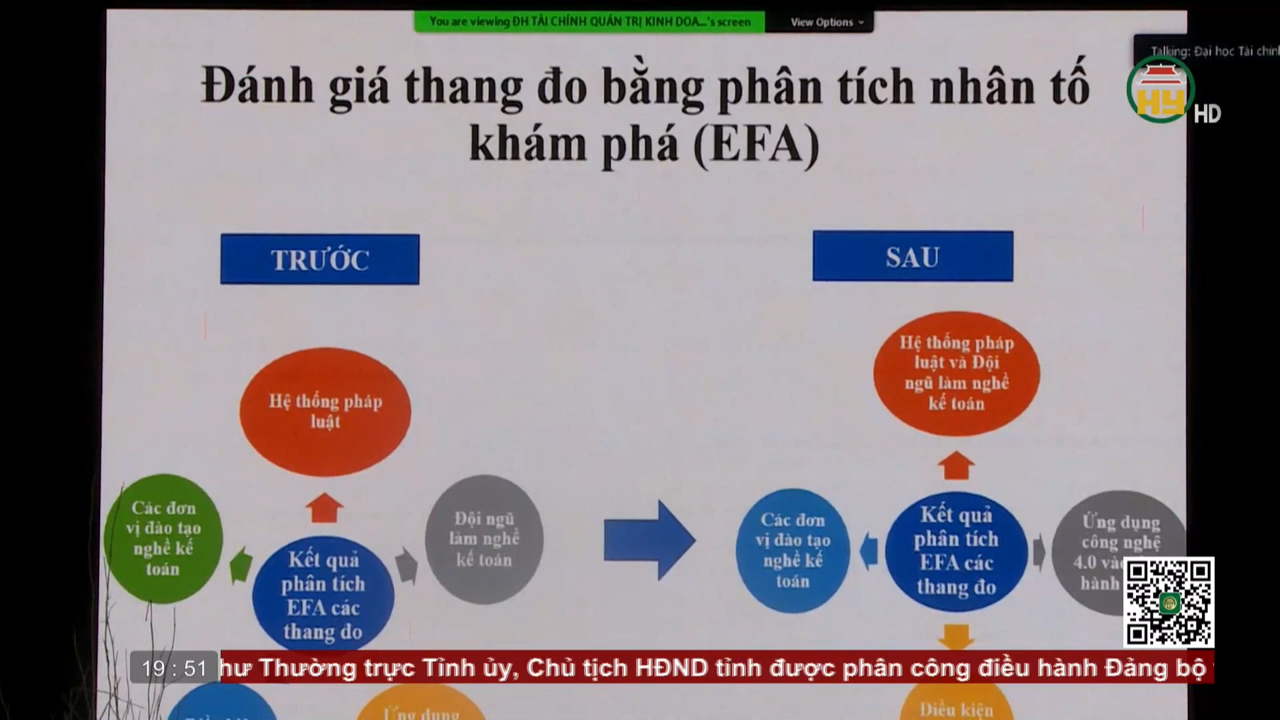 You are viewing ĐH TÀI CHÍNH QUẢN TRỊ KINH DOA...'s screen
View Options
Talking: Đại học Tài chín
HY
HD
Đánh giá thang đo bằng phân tích nhân tố
khám phá (EFA)
TRƯỚC
SAU
Hệ thống pháp
luật
Các đơn
vị đào tạo
nghề kế
toán
Đội ngũ
làm nghề
kế toán
Kết quả
phân tích
EFA các
thang đo
Hệ thống pháp
luật và Đội
ngũ làm nghề
kế toán
Các đơn
vị đào tạo
nghề kế
toán
Kết quả
phân tích
EFA các
thang đo
Ứng dụng
công nghệ
4.0 và
hành
19:51
hư Thường trực Tỉnh ủy, Chủ tịch HĐND tỉnh được phân công điều hành Đảng bộ
Ứng dụng
Điều kiện